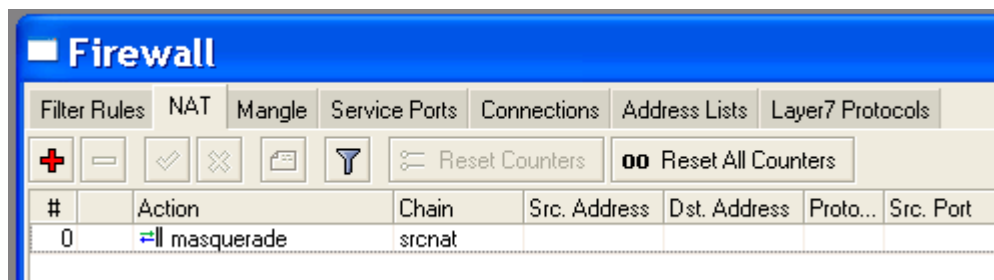 Firewall
Filter Rules NAT Mangle Service Ports Connections Address Lists Layer7 Protocols
Reset Counters 00 Reset All Counters
# Action Chain Src. Address Dst. Address Proto... Src. Port
0 masquerade srcnat